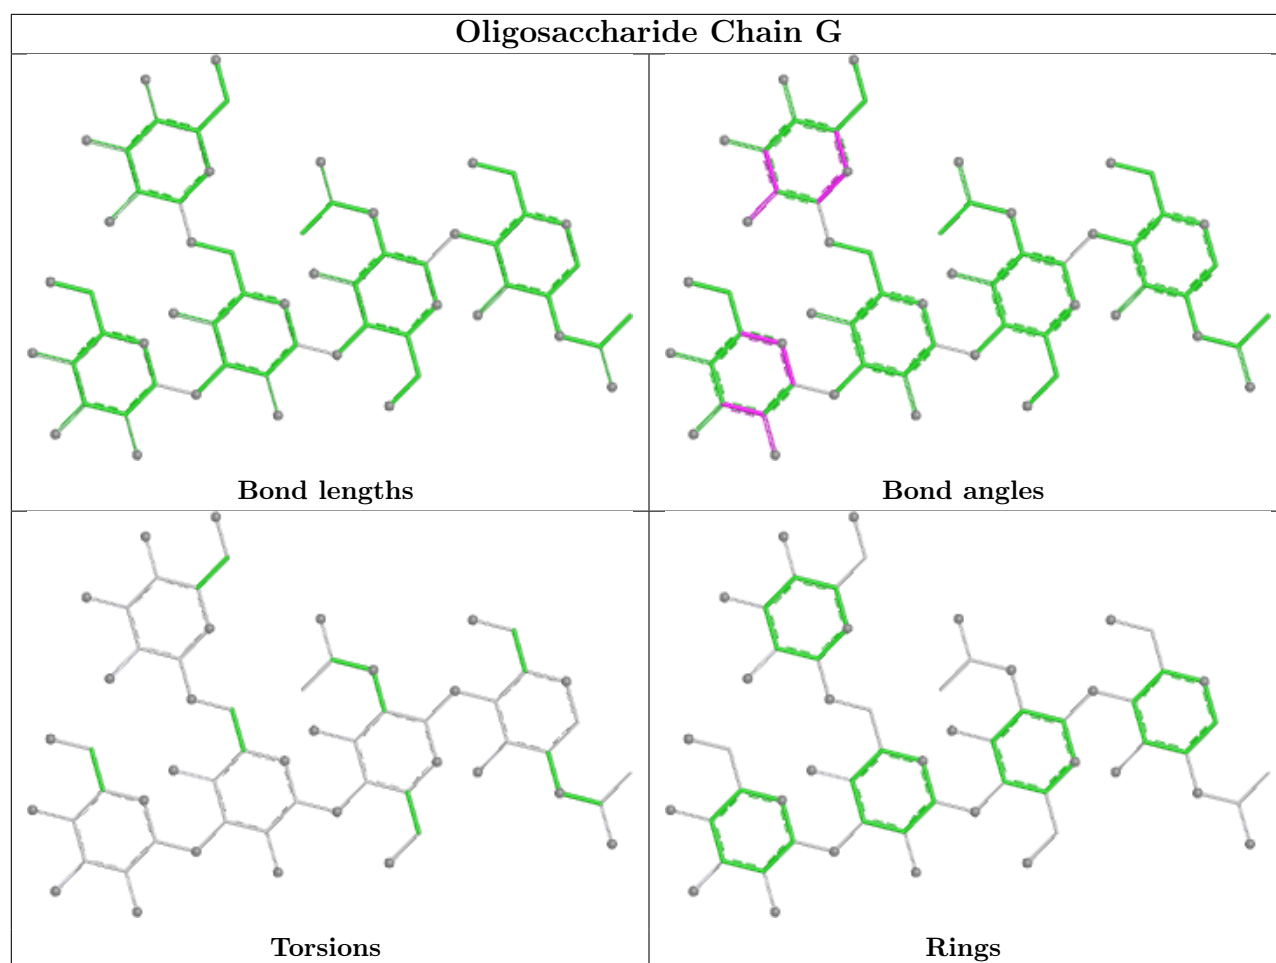 Oligosaccharide Chain G
Bond lengths
Bond angles
Torsions
Rings